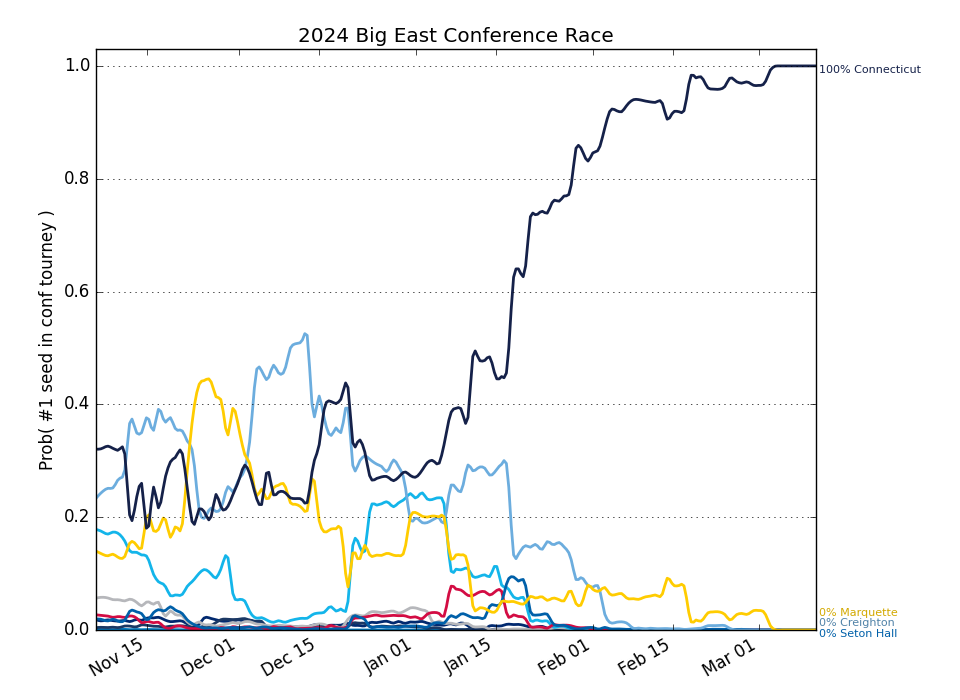 2024 Big East Conference Race
Prob( #1 seed in conf tourney )
1.0
0.8
0.6
0.4
0.2
0.0
Nov 15
Dec 01
Dec 15
Jan 01
Jan 15
Feb 01
Feb 15
Mar 01
100% Connecticut
0% Marquette
0% Creighton
0% Seton Hall